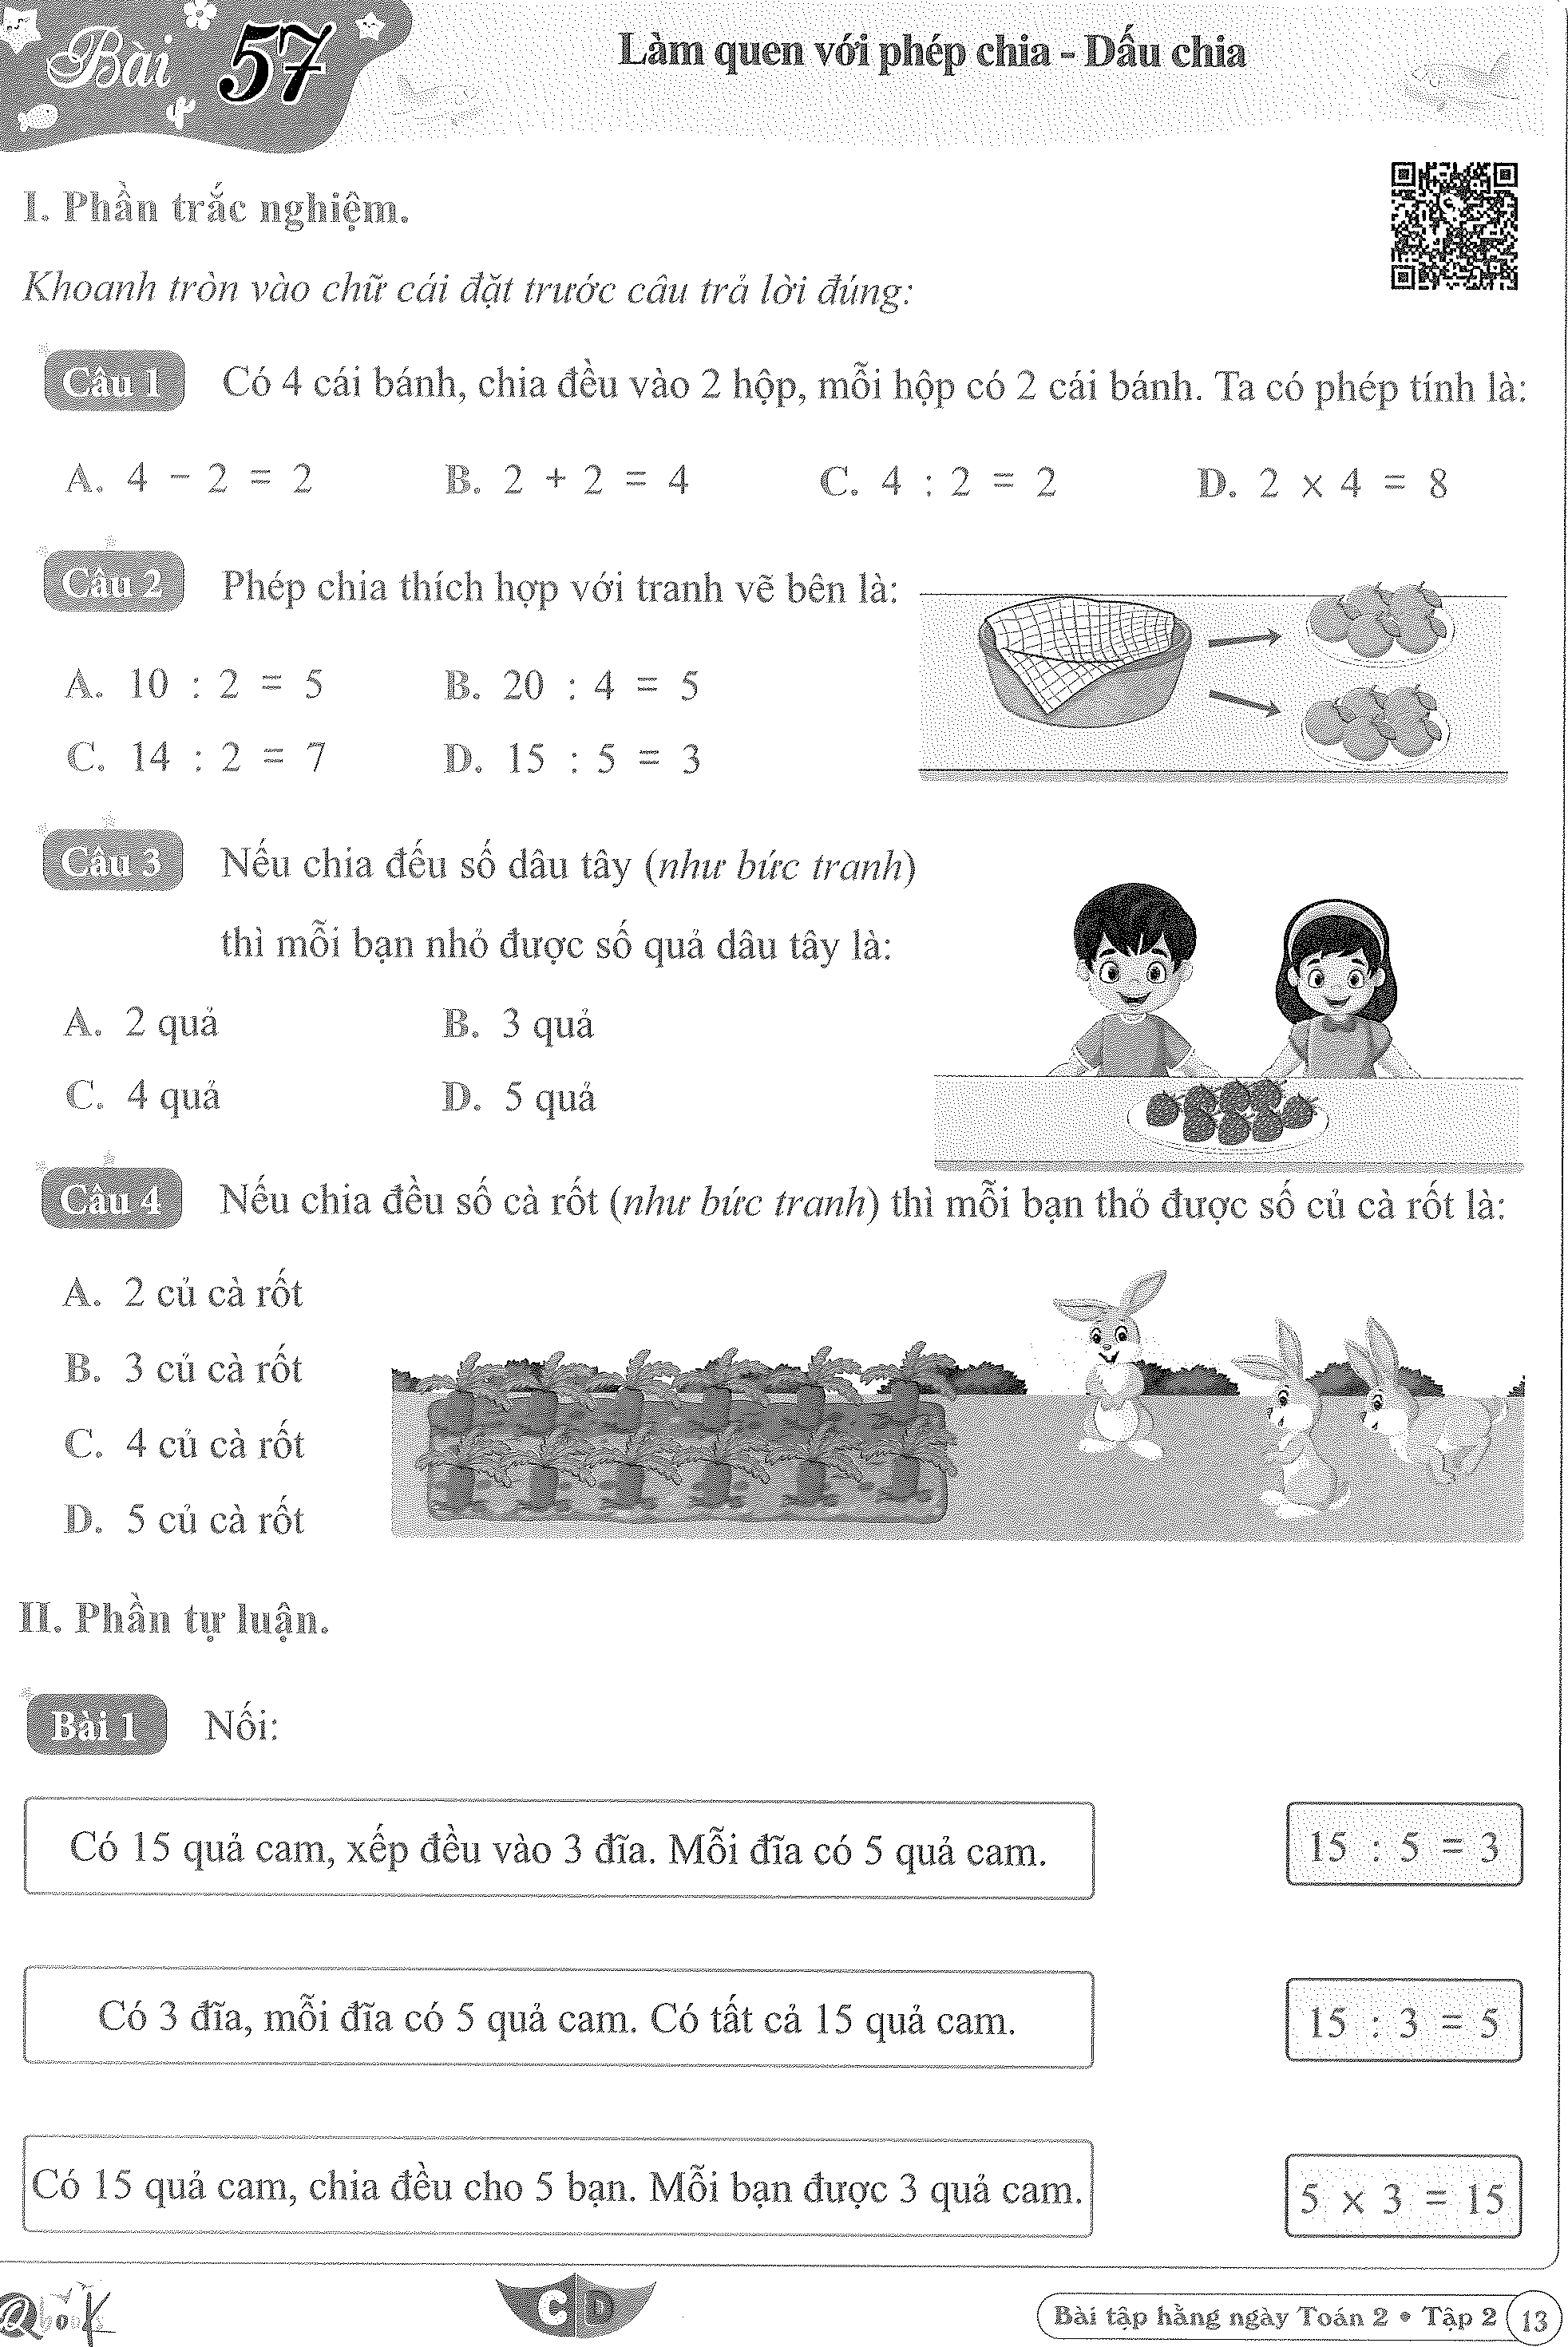 Bài 57
Làm quen với phép chia - Dấu chia
I. Phần trắc nghiệm.
Khoanh tròn vào chữ cái đặt trước câu trả lời đúng:
Câu 1 Có 4 cái bánh, chia đều vào 2 hộp, mỗi hộp có 2 cái bánh. Ta có phép tính là:
A. 4 - 2 = 2 B. 2 + 2 = 4 C. 4 : 2 = 2 D. 2 × 4 = 8
Câu 2 Phép chia thích hợp với tranh vẽ bên là:
A. 10 : 2 = 5 B. 20 : 4 = 5
C. 14 : 2 = 7 D. 15 : 5 = 3
Câu 3 Nếu chia đếu số dâu tây (như bức tranh)
thì mỗi bạn nhỏ được số quả dâu tây là:
A. 2 quả B. 3 quả
C. 4 quả D. 5 quả
Câu 4 Nếu chia đều số cà rốt (như bức tranh) thì mỗi bạn thỏ được số củ cà rốt là:
A. 2 củ cà rốt
B. 3 củ cà rốt
C. 4 củ cà rốt
D. 5 củ cà rốt
II. Phần tự luận.
Bài 1 Nối:
Có 15 quả cam, xếp đều vào 3 đĩa. Mỗi đĩa có 5 quả cam. 15 : 5 = 3
Có 3 đĩa, mỗi đĩa có 5 quả cam. Có tất cả 15 quả cam. 15 : 3 = 5
Có 15 quả cam, chia đều cho 5 bạn. Mỗi bạn được 3 quả cam. 5 × 3 = 15
CD
Bài tập hằng ngày Toán 2 • Tập 2 13